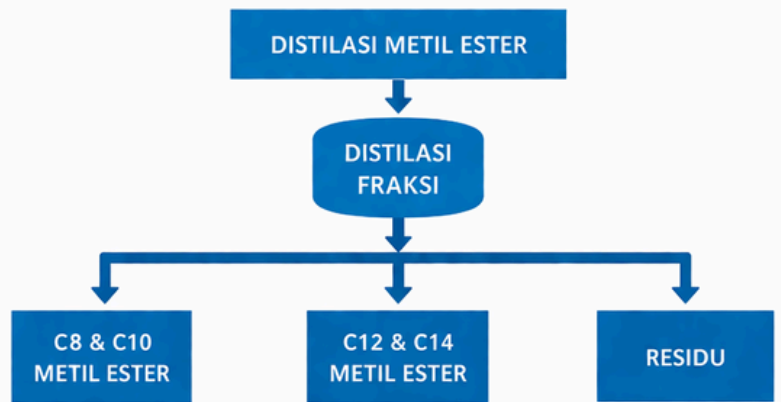 DISTILASI METIL ESTER
DISTILASI
FRAKSI
C8 & C10
METIL ESTER
C12 & C14
METIL ESTER
RESIDU